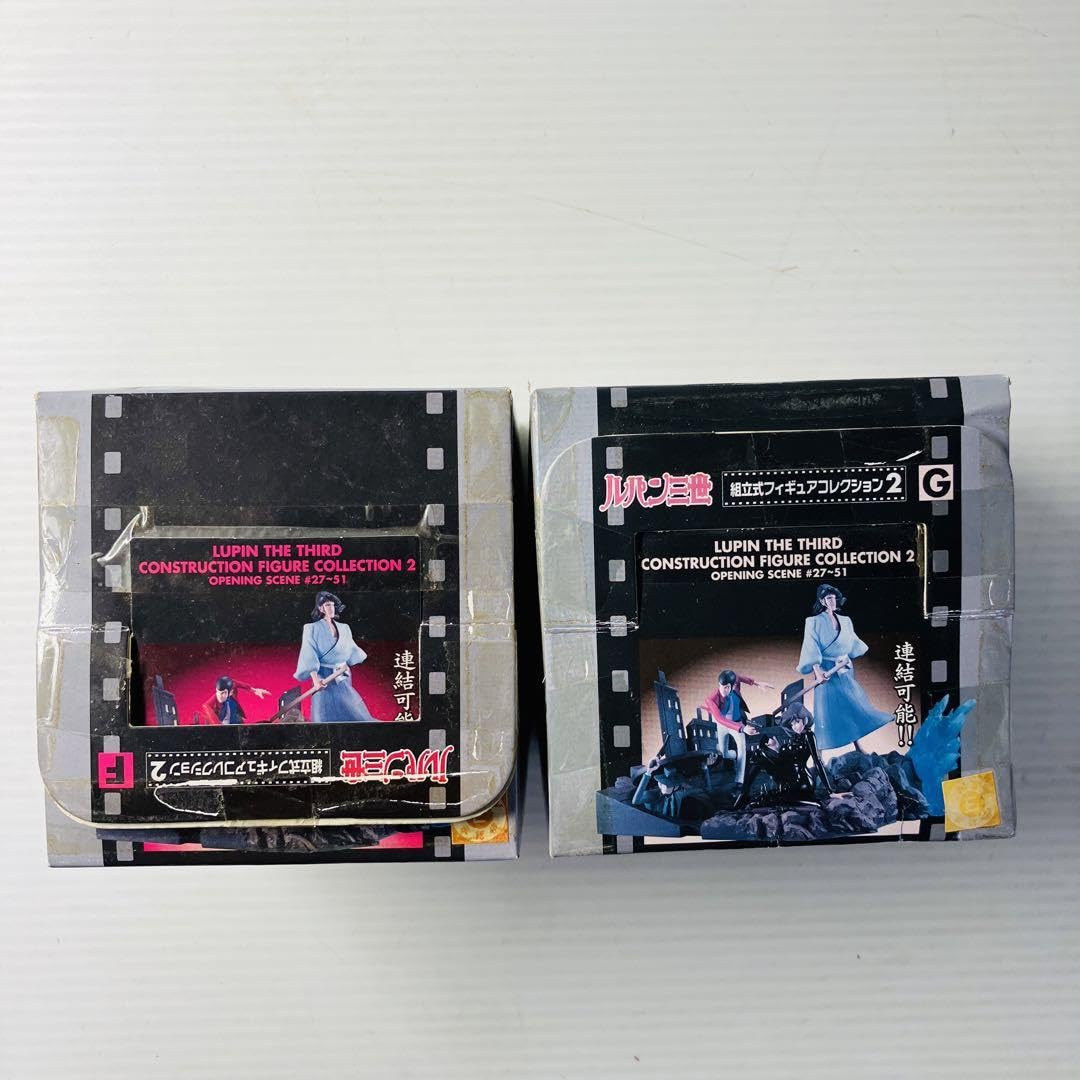 LUPIN THE THIRD
CONSTRUCTION FIGURE COLLECTION 2
OPENING SCENE #27~51
連結可能
ルパン三世
組立式フィギュアコレクション2
F
ルパン三世
組立式フィギュアコレクション2
G
LUPIN THE THIRD
CONSTRUCTION FIGURE COLLECTION 2
OPENING SCENE #27~51
連結可能!!